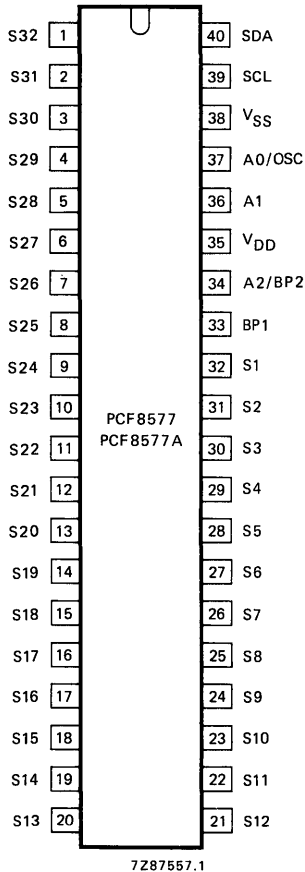 S32 1 40 SDA
S31 2 39 SCL
S30 3 38 VSS
S29 4 37 A0/OSC
S28 5 36 A1
S27 6 35 VDD
S26 7 34 A2/BP2
S25 8 33 BP1
S24 9 32 S1
S23 10 31 S2
PCF8577
PCF8577A
S22 11 30 S3
S21 12 29 S4
S20 13 28 S5
S19 14 27 S6
S18 15 26 S7
S17 16 25 S8
S16 17 24 S9
S15 18 23 S10
S14 19 22 S11
S13 20 21 S12
7Z87557.1